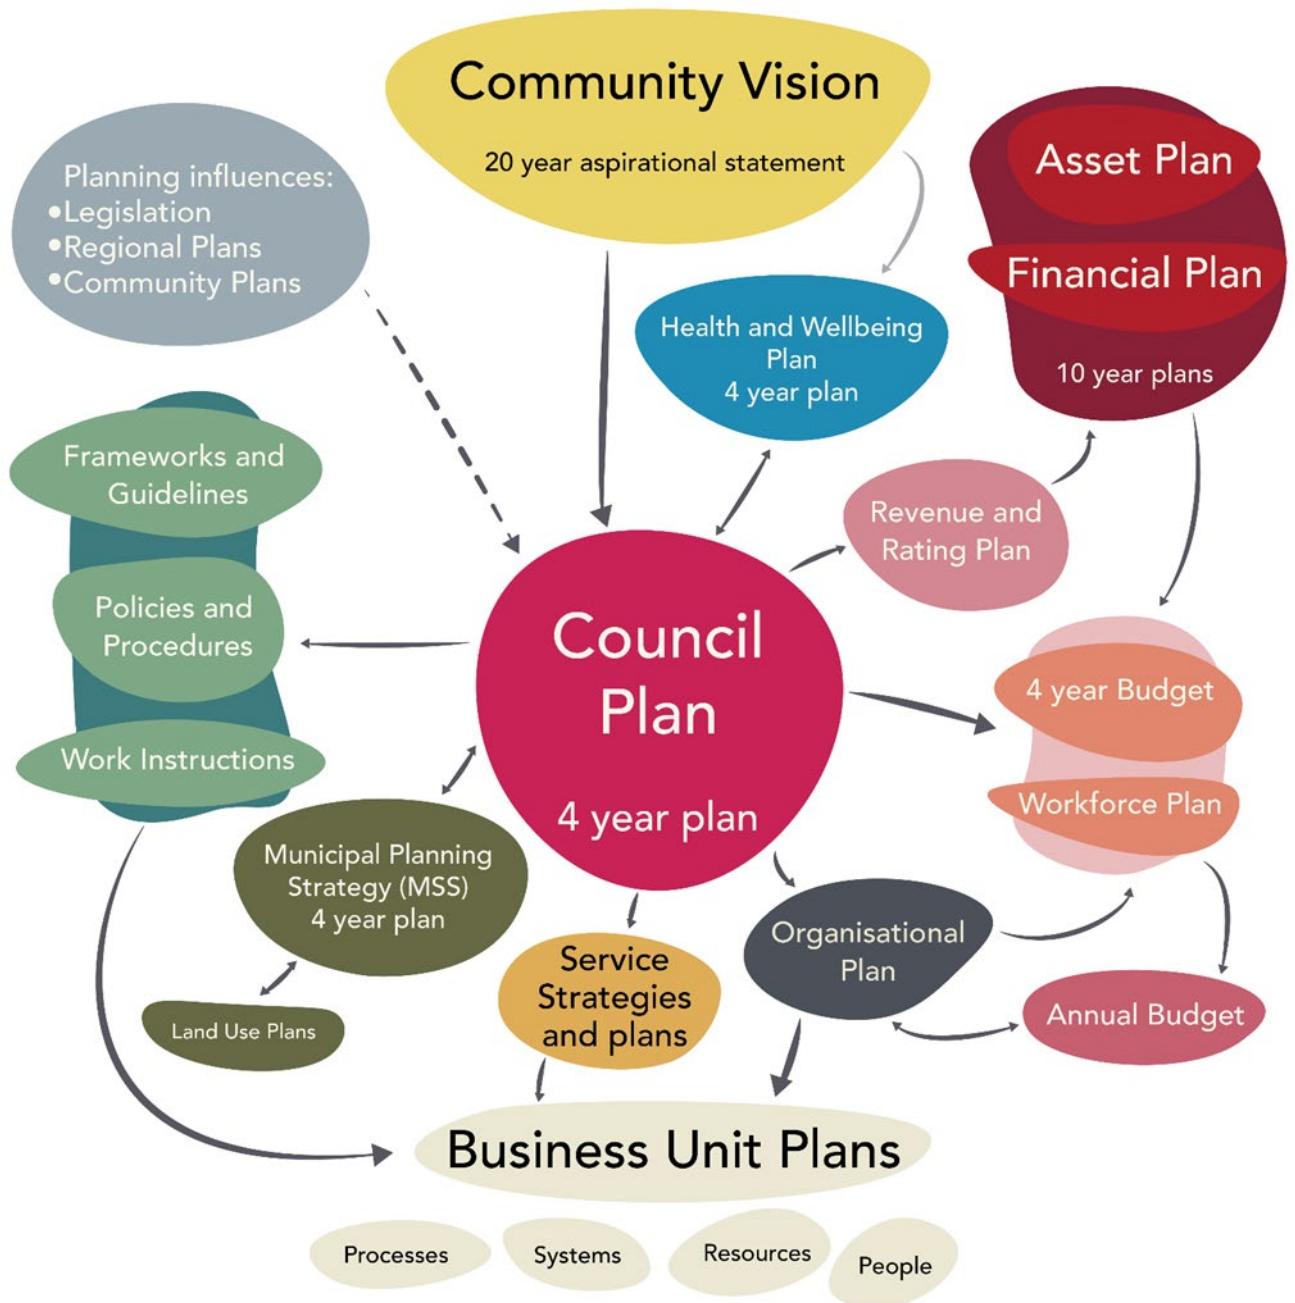 Community Vision
20 year aspirational statement
Planning influences:
•Legislation
•Regional Plans
•Community Plans
Asset Plan
Financial Plan
10 year plans
Health and Wellbeing
Plan
4 year plan
Frameworks and
Guidelines
Policies and
Procedures
Work Instructions
Revenue and
Rating Plan
Council
Plan
4 year plan
4 year Budget
Workforce Plan
Municipal Planning
Strategy (MSS)
4 year plan
Land Use Plans
Service
Strategies
and plans
Organisational
Plan
Annual Budget
Business Unit Plans
Processes
Systems
Resources
People